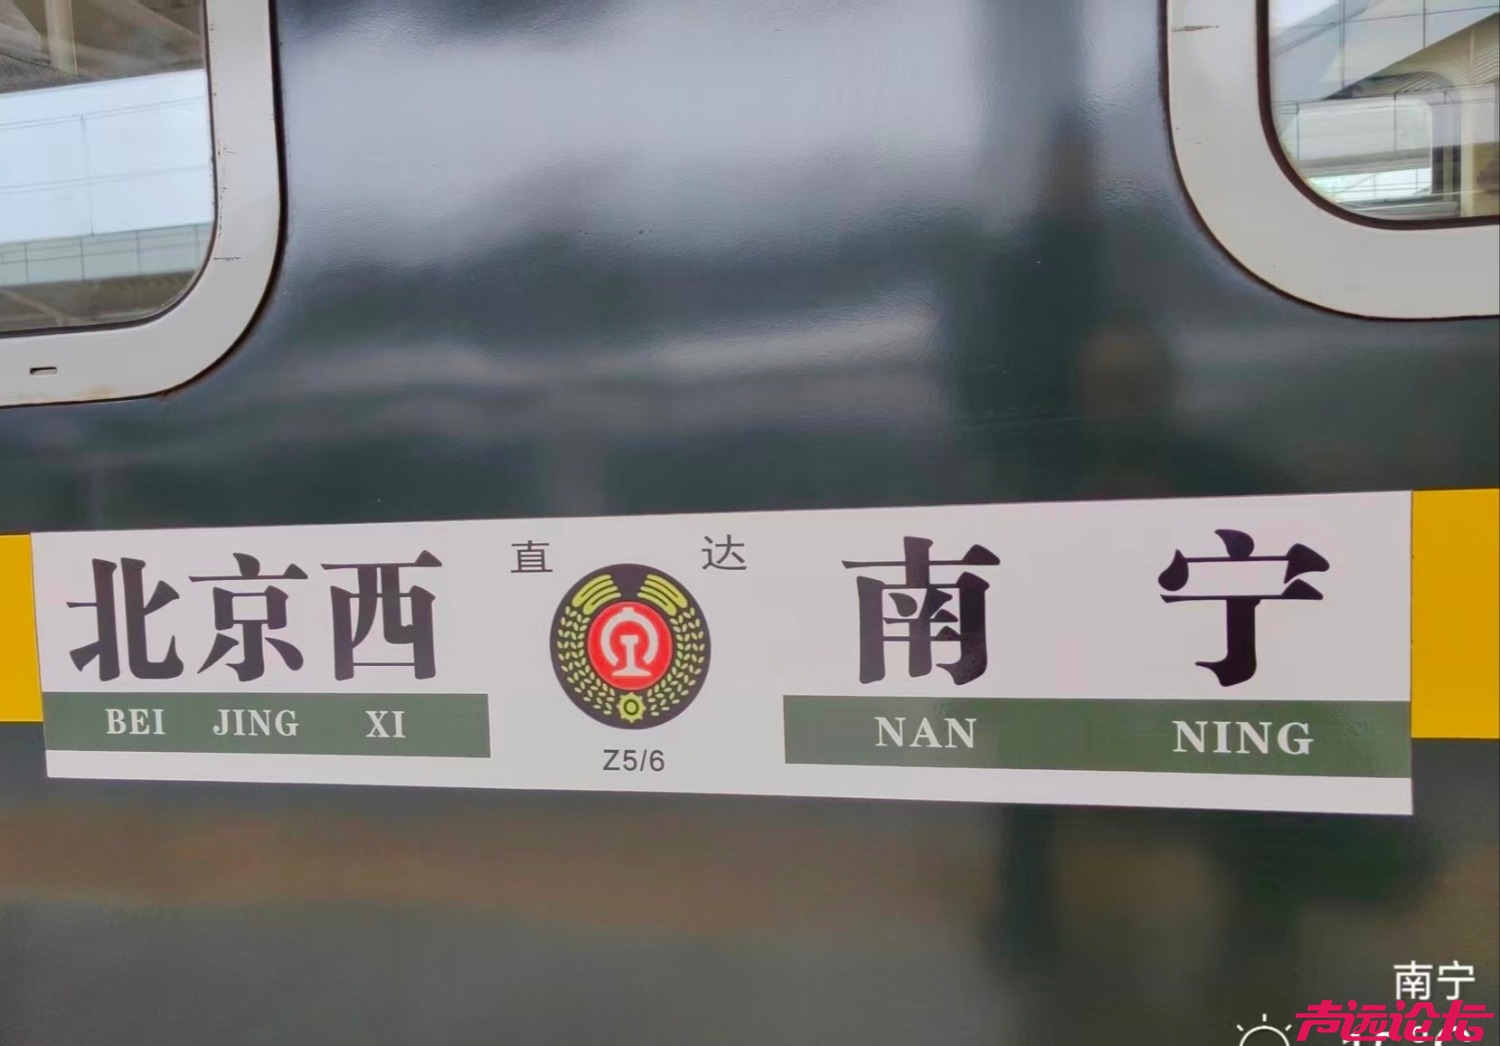 北京西 直 达 南 宁
BEI JING XI NAN NING
Z5/6
南宁
声远论坛